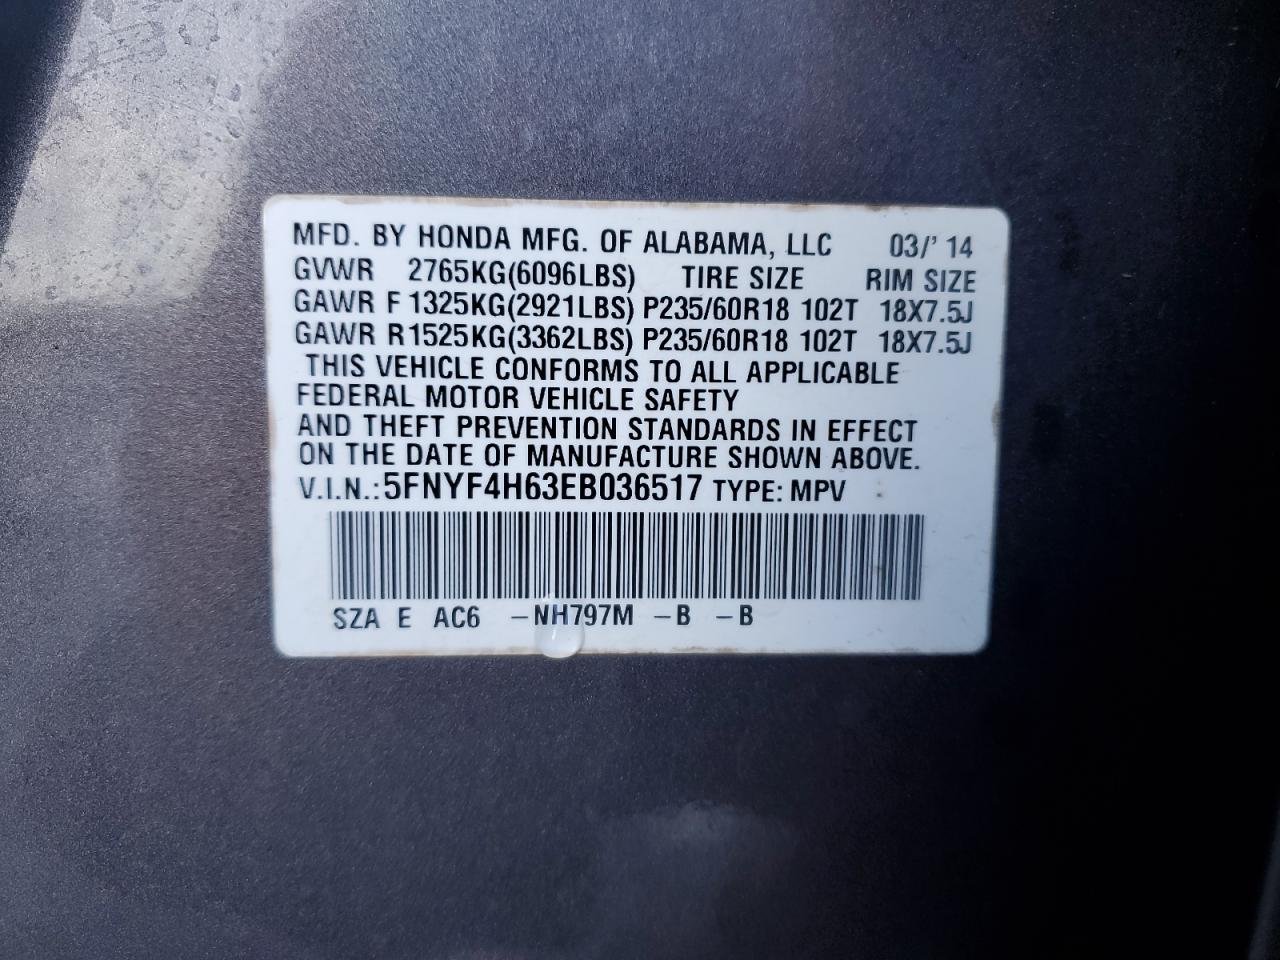 MFD. BY HONDA MFG. OF ALABAMA, LLC 03/' 14
GVWR 2765KG(6096LBS) TIRE SIZE RIM SIZE
GAWR F 1325KG(2921LBS) P235/60R18 102T 18X7.5J
GAWR R1525KG(3362LBS) P235/60R18 102T 18X7.5J
THIS VEHICLE CONFORMS TO ALL APPLICABLE
FEDERAL MOTOR VEHICLE SAFETY
AND THEFT PREVENTION STANDARDS IN EFFECT
ON THE DATE OF MANUFACTURE SHOWN ABOVE.
V.I.N.:5FNYF4H63EB036517 TYPE: MPV
SZA E AC6 -NH797M -B -B